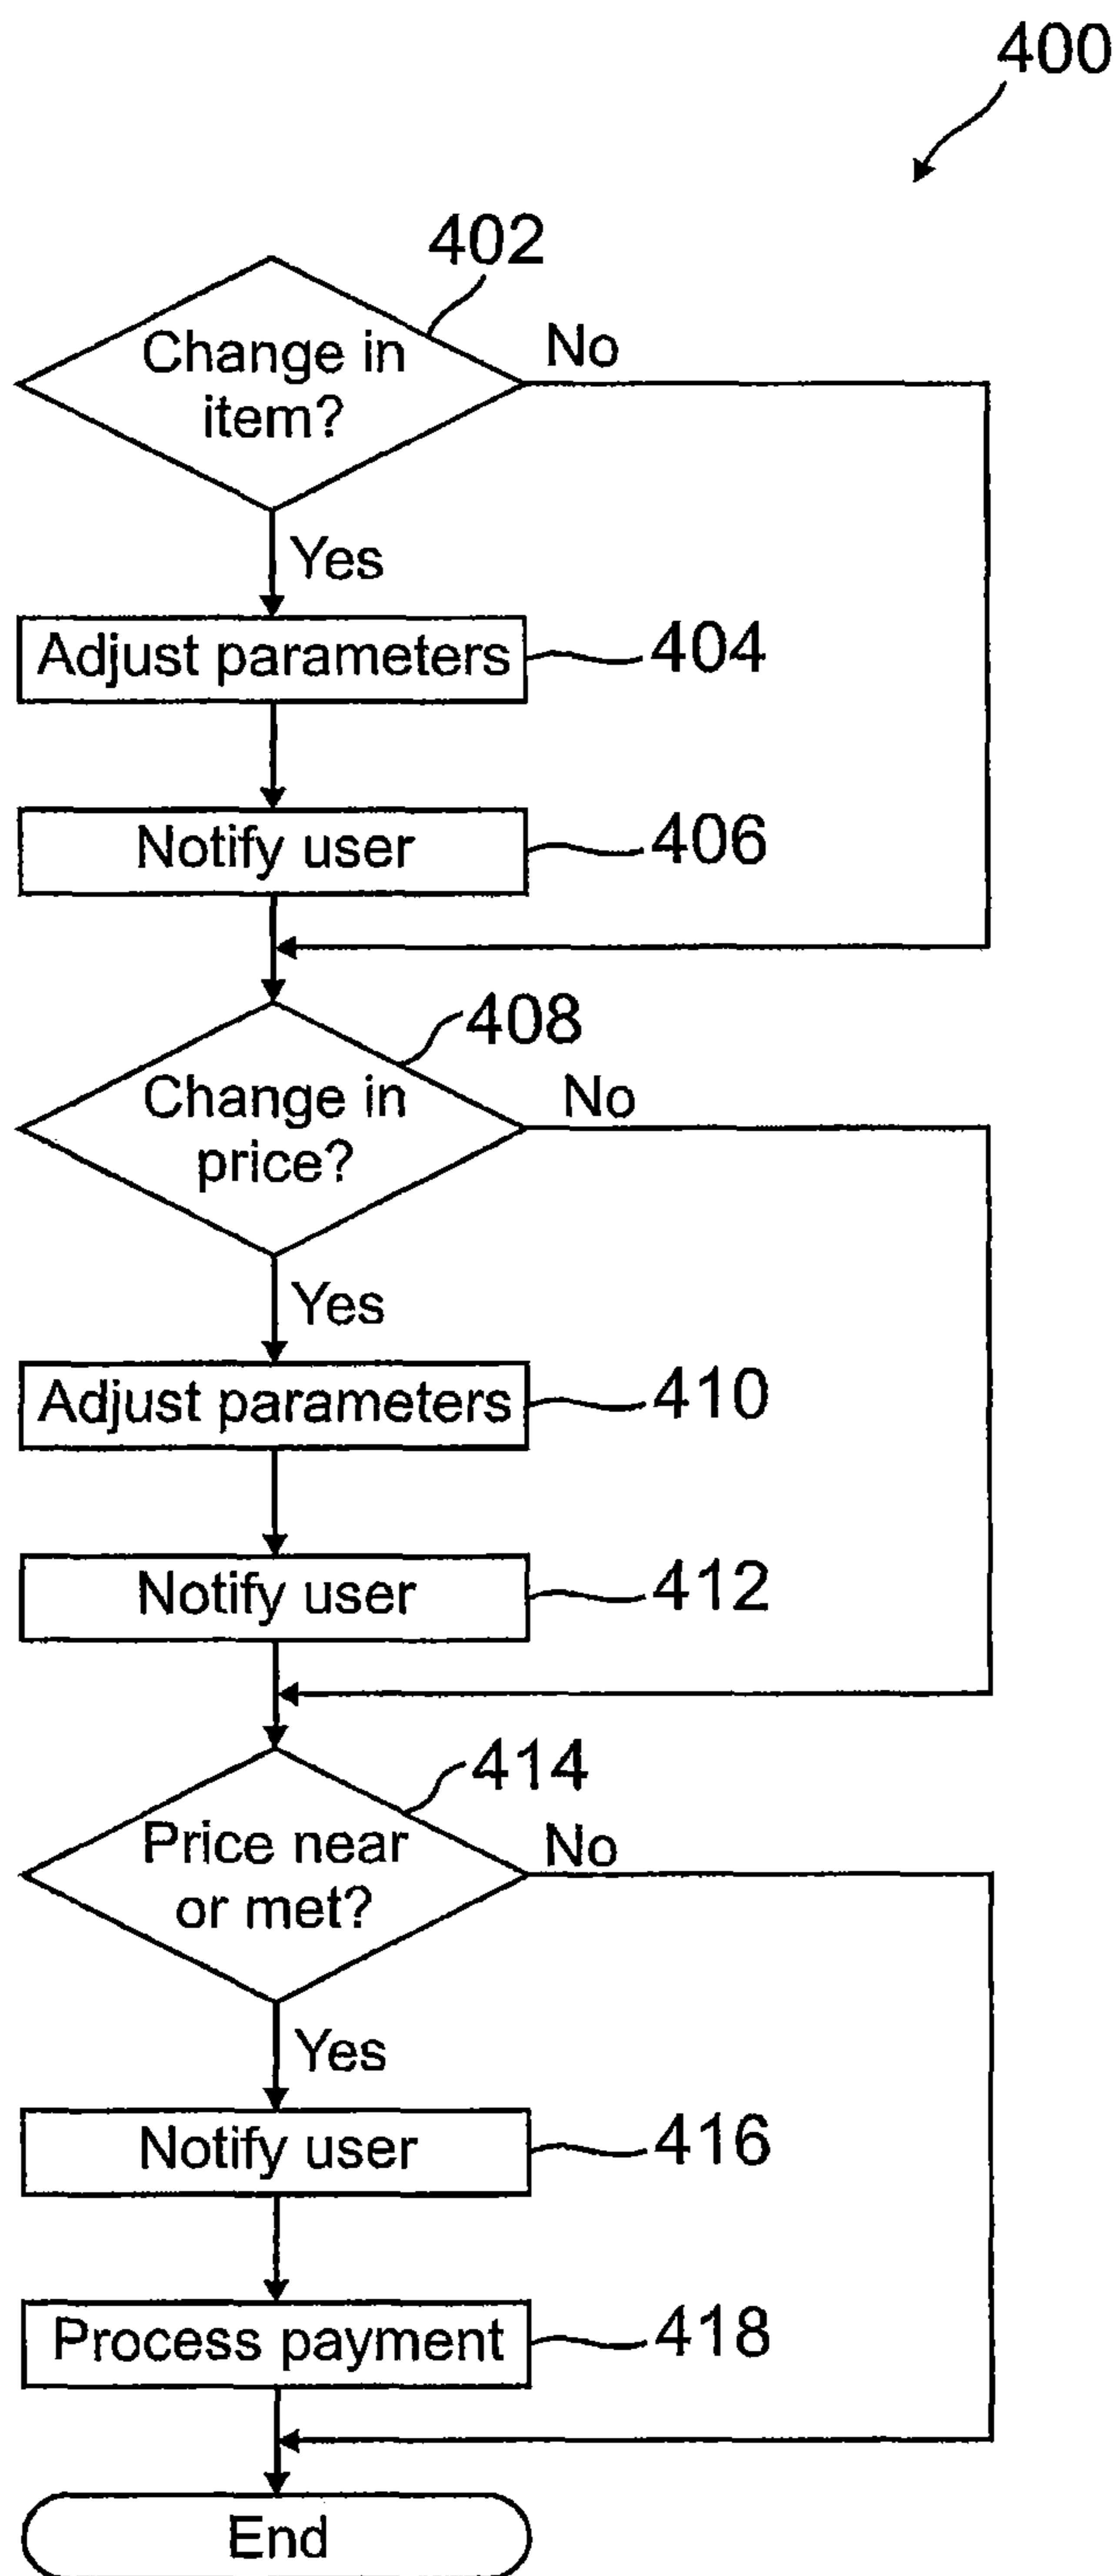 400
402
Change in
item?
No
Yes
Adjust parameters
404
Notify user
406
408
Change in
price?
No
Yes
Adjust parameters
410
Notify user
412
414
Price near
or met?
No
Yes
Notify user
416
Process payment
418
End